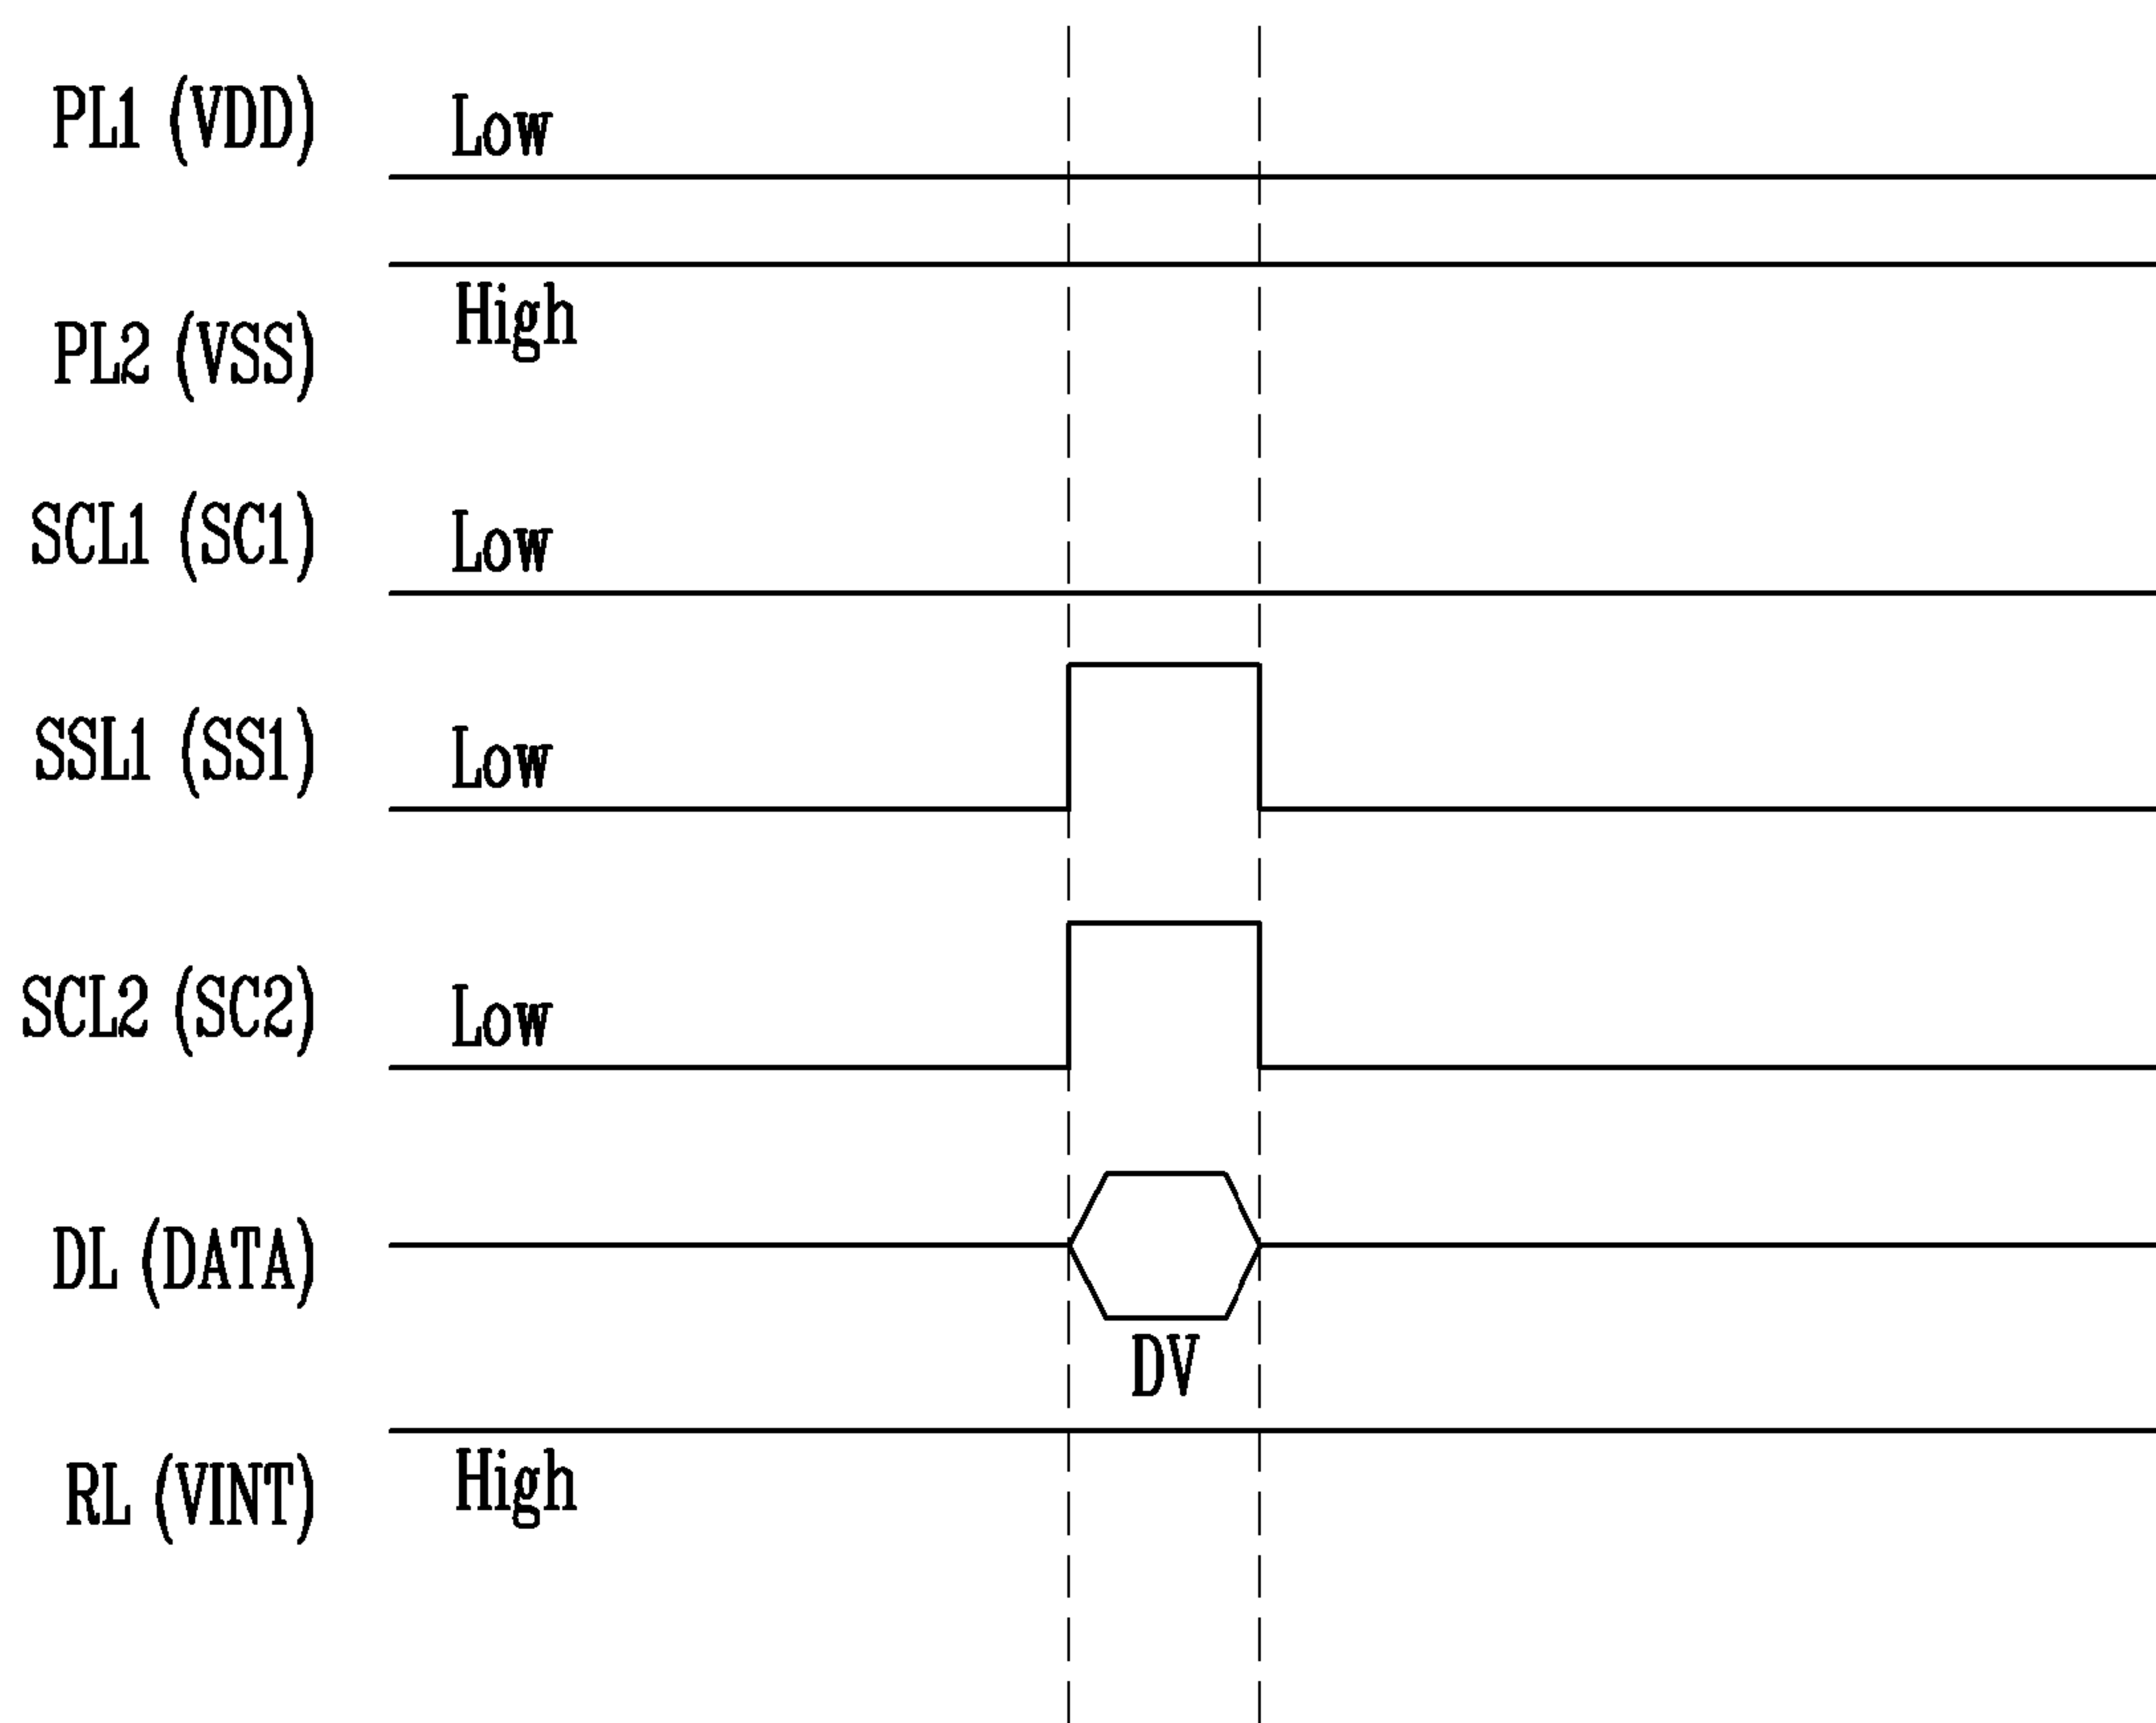 PL1 (VDD) Low
High
PL2 (VSS)
SCL1 (SC1) Low
SSL1 (SS1) Low
SCL2 (SC2) Low
DL (DATA)
DV
RL (VINT) High